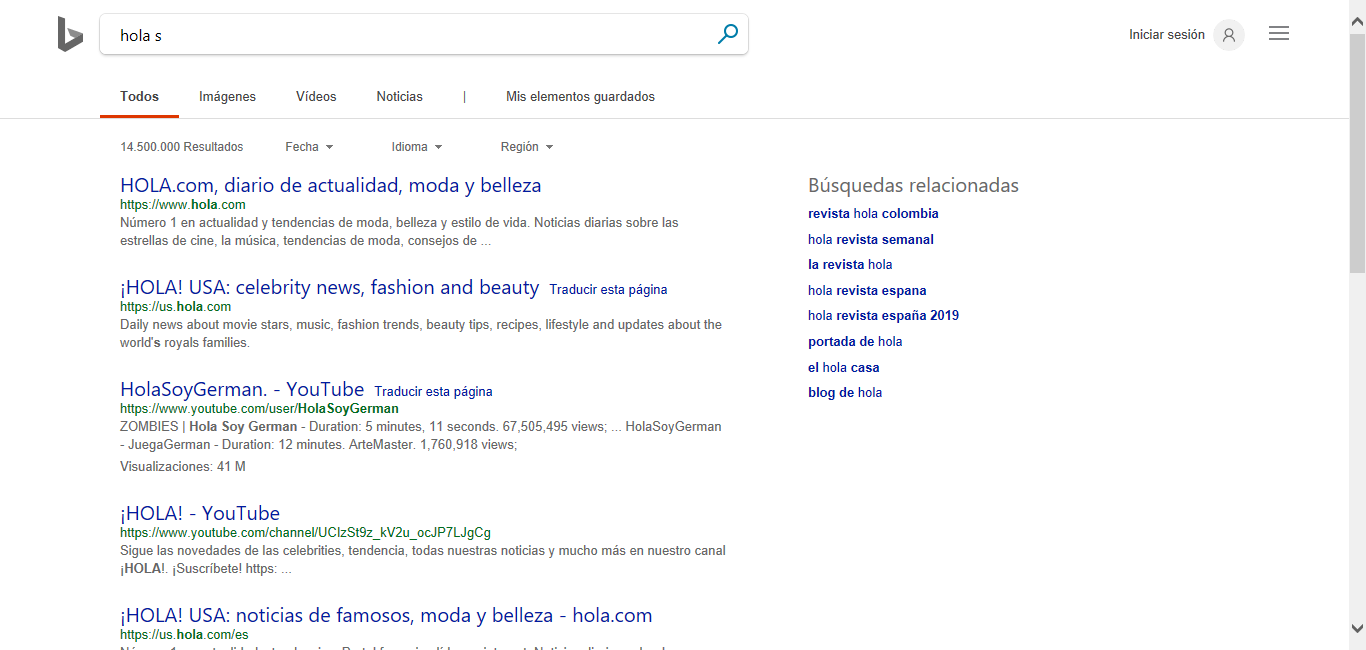 hola s
Iniciar sesión
Todos Imágenes Vídeos Noticias | Mis elementos guardados
14.500.000 Resultados Fecha Idioma Región
HOLA.com, diario de actualidad, moda y belleza
https://www.hola.com
Número 1 en actualidad y tendencias de moda, belleza y estilo de vida. Noticias diarias sobre las
estrellas de cine, la música, tendencias de moda, consejos de ...
¡HOLA! USA: celebrity news, fashion and beauty Traducir esta página
https://us.hola.com
Daily news about movie stars, music, fashion trends, beauty tips, recipes, lifestyle and updates about the
world's royals families.
HolaSoyGerman. - YouTube Traducir esta página
https://www.youtube.com/user/HolaSoyGerman
ZOMBIES | Hola Soy German - Duration: 5 minutes, 11 seconds. 67,505,495 views; ... HolaSoyGerman
- JuegaGerman - Duration: 12 minutes. ArteMaster. 1,760,918 views;
Visualizaciones: 41 M
¡HOLA! - YouTube
https://www.youtube.com/channel/UCIzSt9z_kV2u_ocJP7LJgCg
Sigue las novedades de las celebrities, tendencia, todas nuestras noticias y mucho más en nuestro canal
¡HOLA!. ¡Suscríbete! https: ...
¡HOLA! USA: noticias de famosos, moda y belleza - hola.com
https://us.hola.com/es
Búsquedas relacionadas
revista hola colombia
hola revista semanal
la revista hola
hola revista espana
hola revista españa 2019
portada de hola
el hola casa
blog de hola